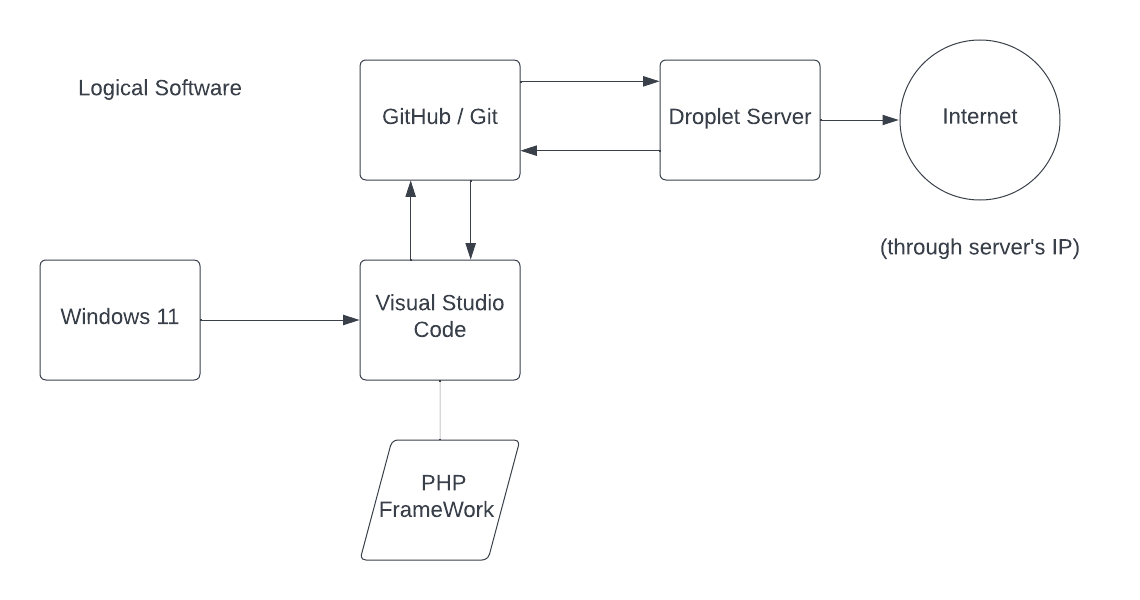 Logical Software
GitHub / Git
Droplet Server
Internet
(through server's IP)
Windows 11
Visual Studio
Code
PHP
FrameWork